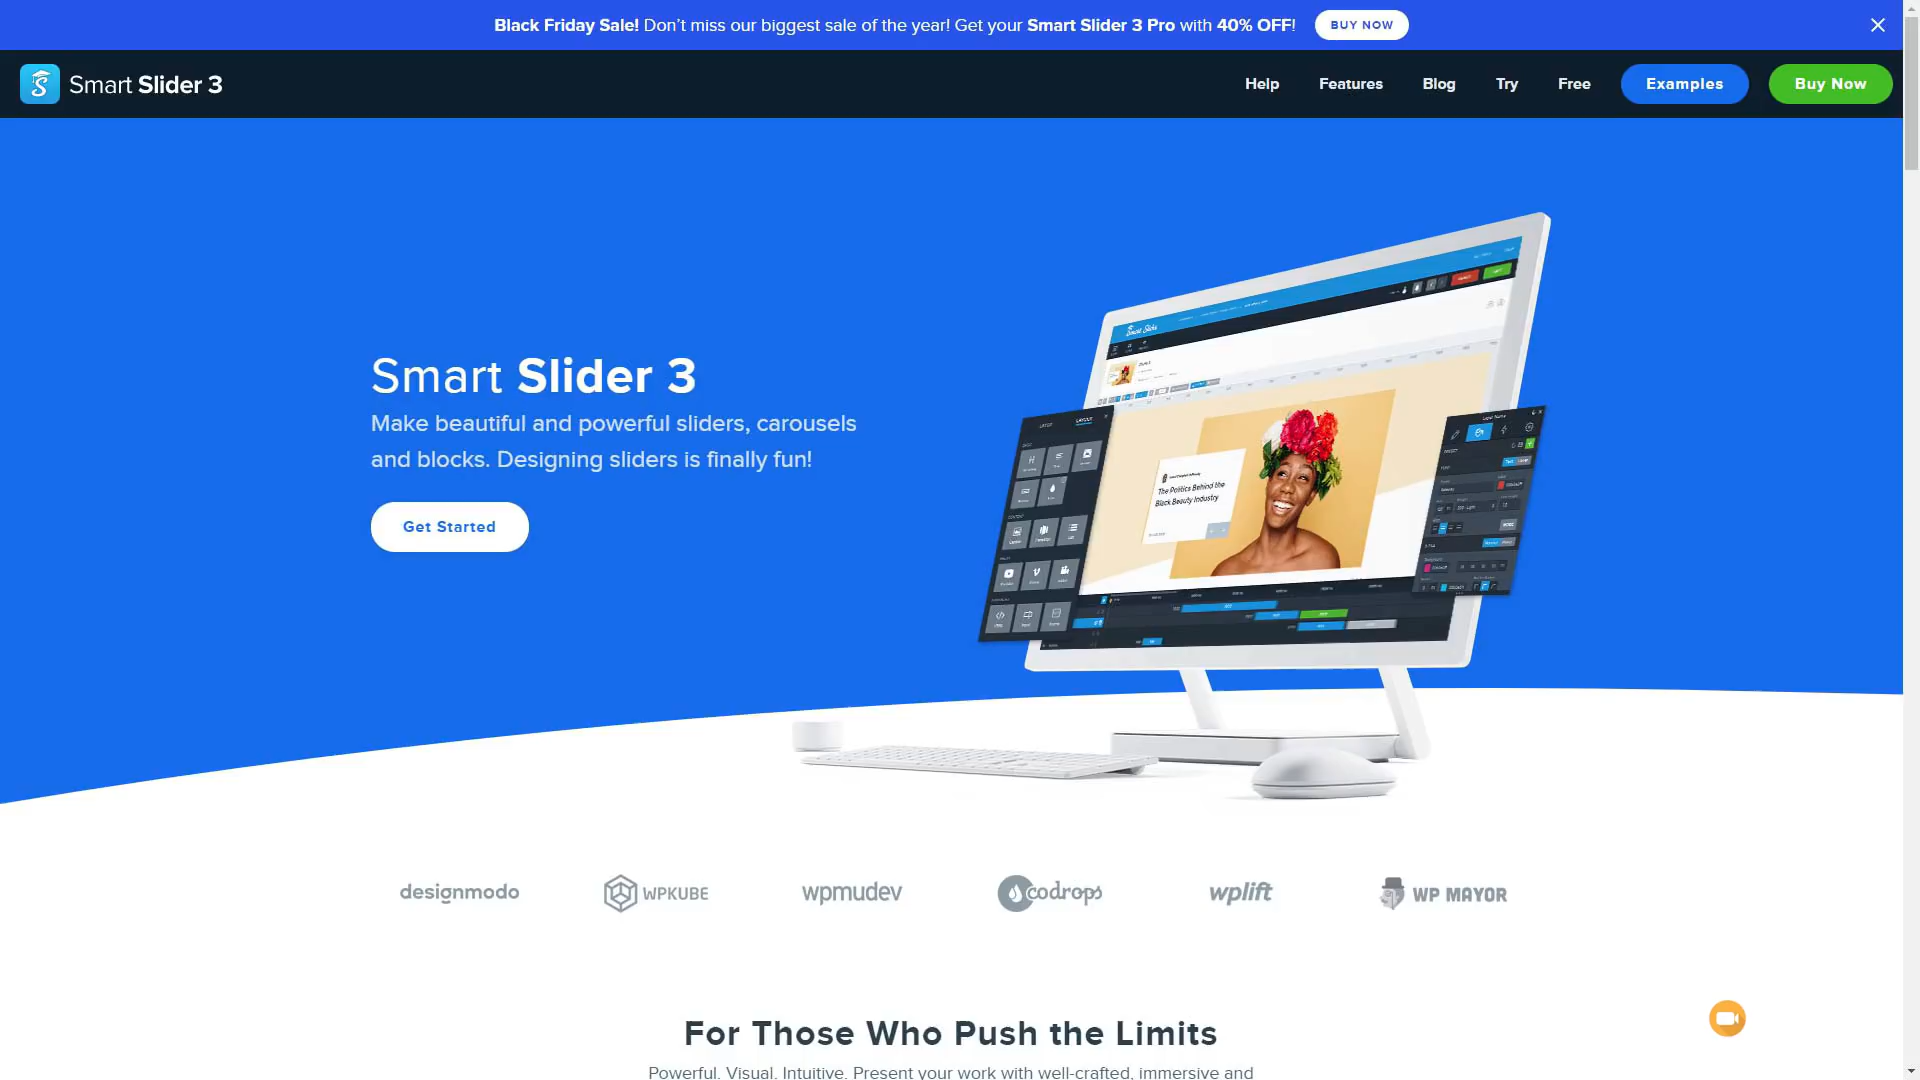 Black Friday Sale! Don't miss our biggest sale of the year! Get your Smart Slider 3 Pro with 40% OFF! BUY NOW
Smart Slider 3 Help Features Blog Try Free Examples Buy Now
Smart Slider 3
Make beautiful and powerful sliders, carousels
and blocks. Designing sliders is finally fun!
Get Started
The Politics Behind the
Black Beauty Industry
designmodo WPKUBE wpmudev codrops wplift WP MAYOR
For Those Who Push the Limits
Powerful. Visual. Intuitive. Present your work with well-crafted, immersive and